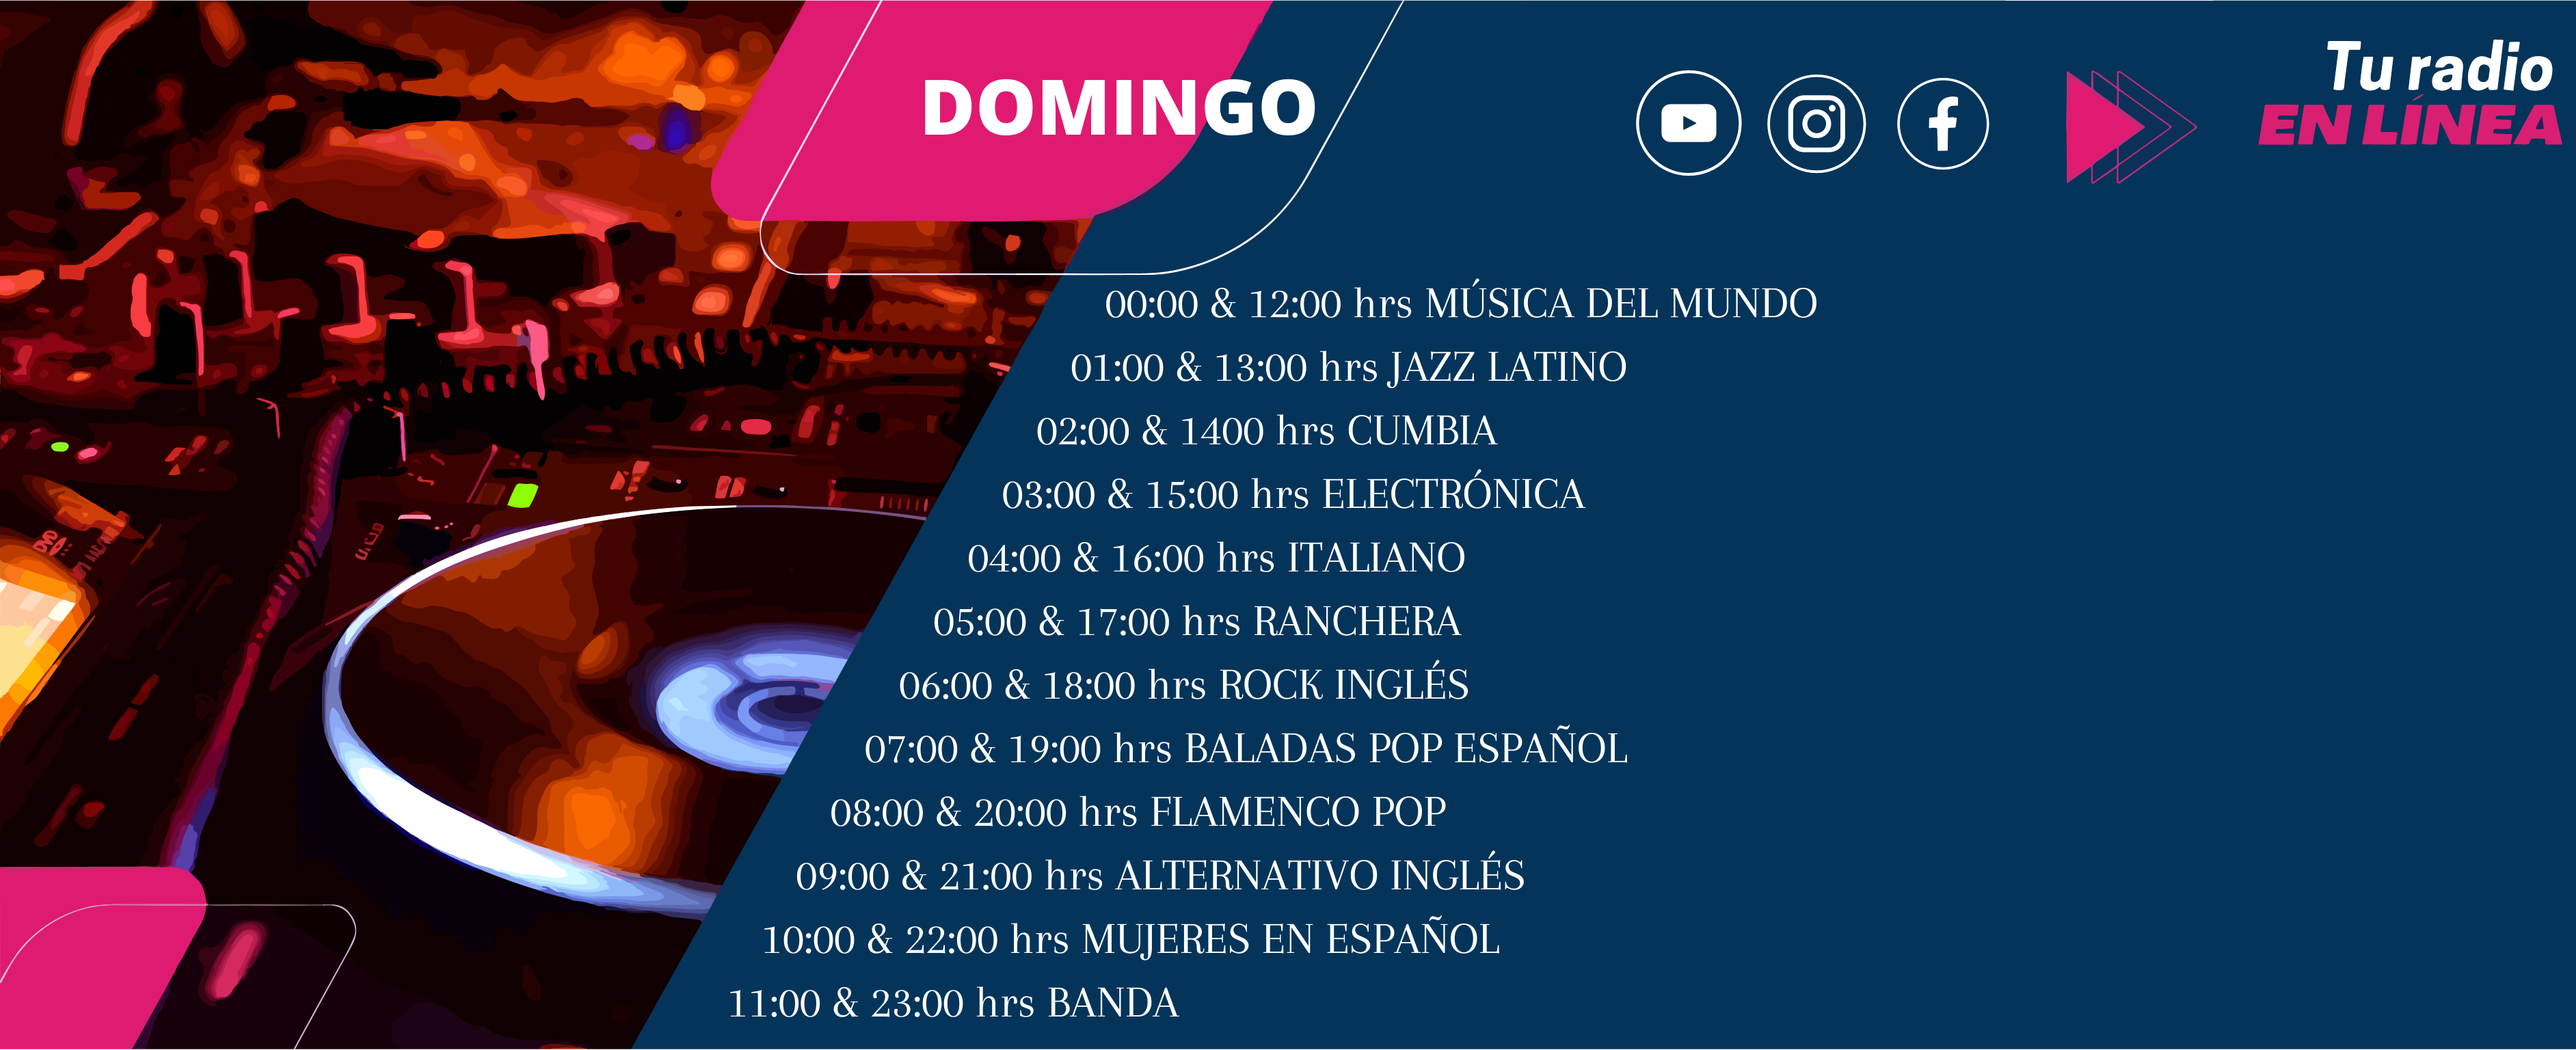 DOMINGO
Tu radio
EN LÍNEA
00:00 & 12:00 hrs MÚSICA DEL MUNDO
01:00 & 13:00 hrs JAZZ LATINO
02:00 & 1400 hrs CUMBIA
03:00 & 15:00 hrs ELECTRÓNICA
04:00 & 16:00 hrs ITALIANO
05:00 & 17:00 hrs RANCHERA
06:00 & 18:00 hrs ROCK INGLÉS
07:00 & 19:00 hrs BALADAS POP ESPAÑOL
08:00 & 20:00 hrs FLAMENCO POP
09:00 & 21:00 hrs ALTERNATIVO INGLÉS
10:00 & 22:00 hrs MUJERES EN ESPAÑOL
11:00 & 23:00 hrs BANDA